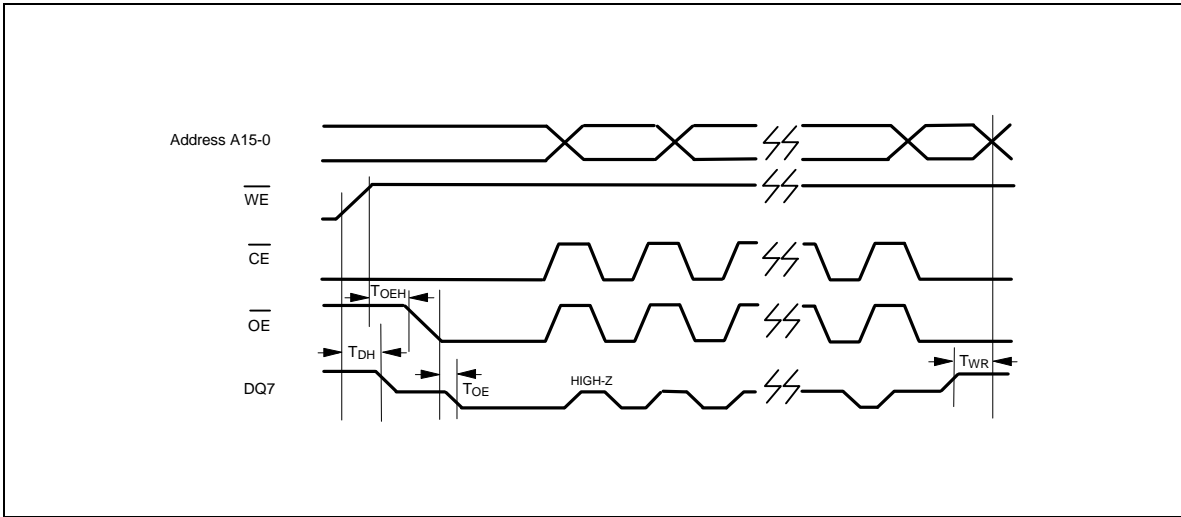 Address A15-0
WE
CE
TOEH
OE
TDH
TWR
TOE
HIGH-Z
DQ7